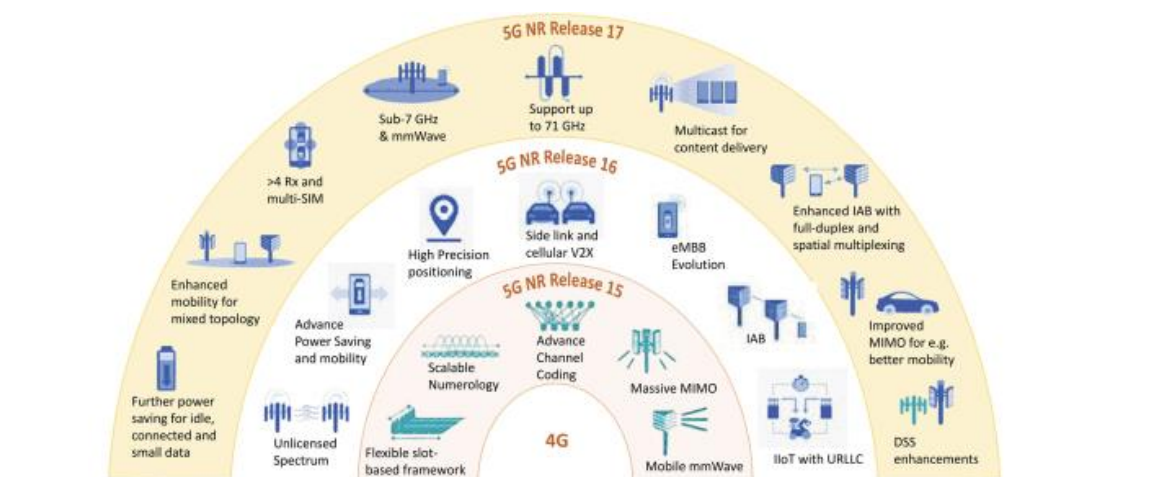 5G NR Release 17
Further power
saving for idle,
connected and
small data
Enhanced
mobility for
mixed topology
>4 Rx and
multi-SIM
Sub-7 GHz
& mmWave
Support up
to 71 GHz
Multicast for
content delivery
Enhanced IAB with
full-duplex and
spatial multiplexing
Improved
MIMO for e.g.
better mobility
DSS
enhancements
5G NR Release 16
Unlicensed
Spectrum
Advance
Power Saving
and mobility
High Precision
positioning
Side link and
cellular V2X
eMBB
Evolution
IAB
IIoT with URLLC
5G NR Release 15
Flexible slot-
based framework
Scalable
Numerology
Advance
Channel
Coding
Massive MIMO
Mobile mmWave
4G